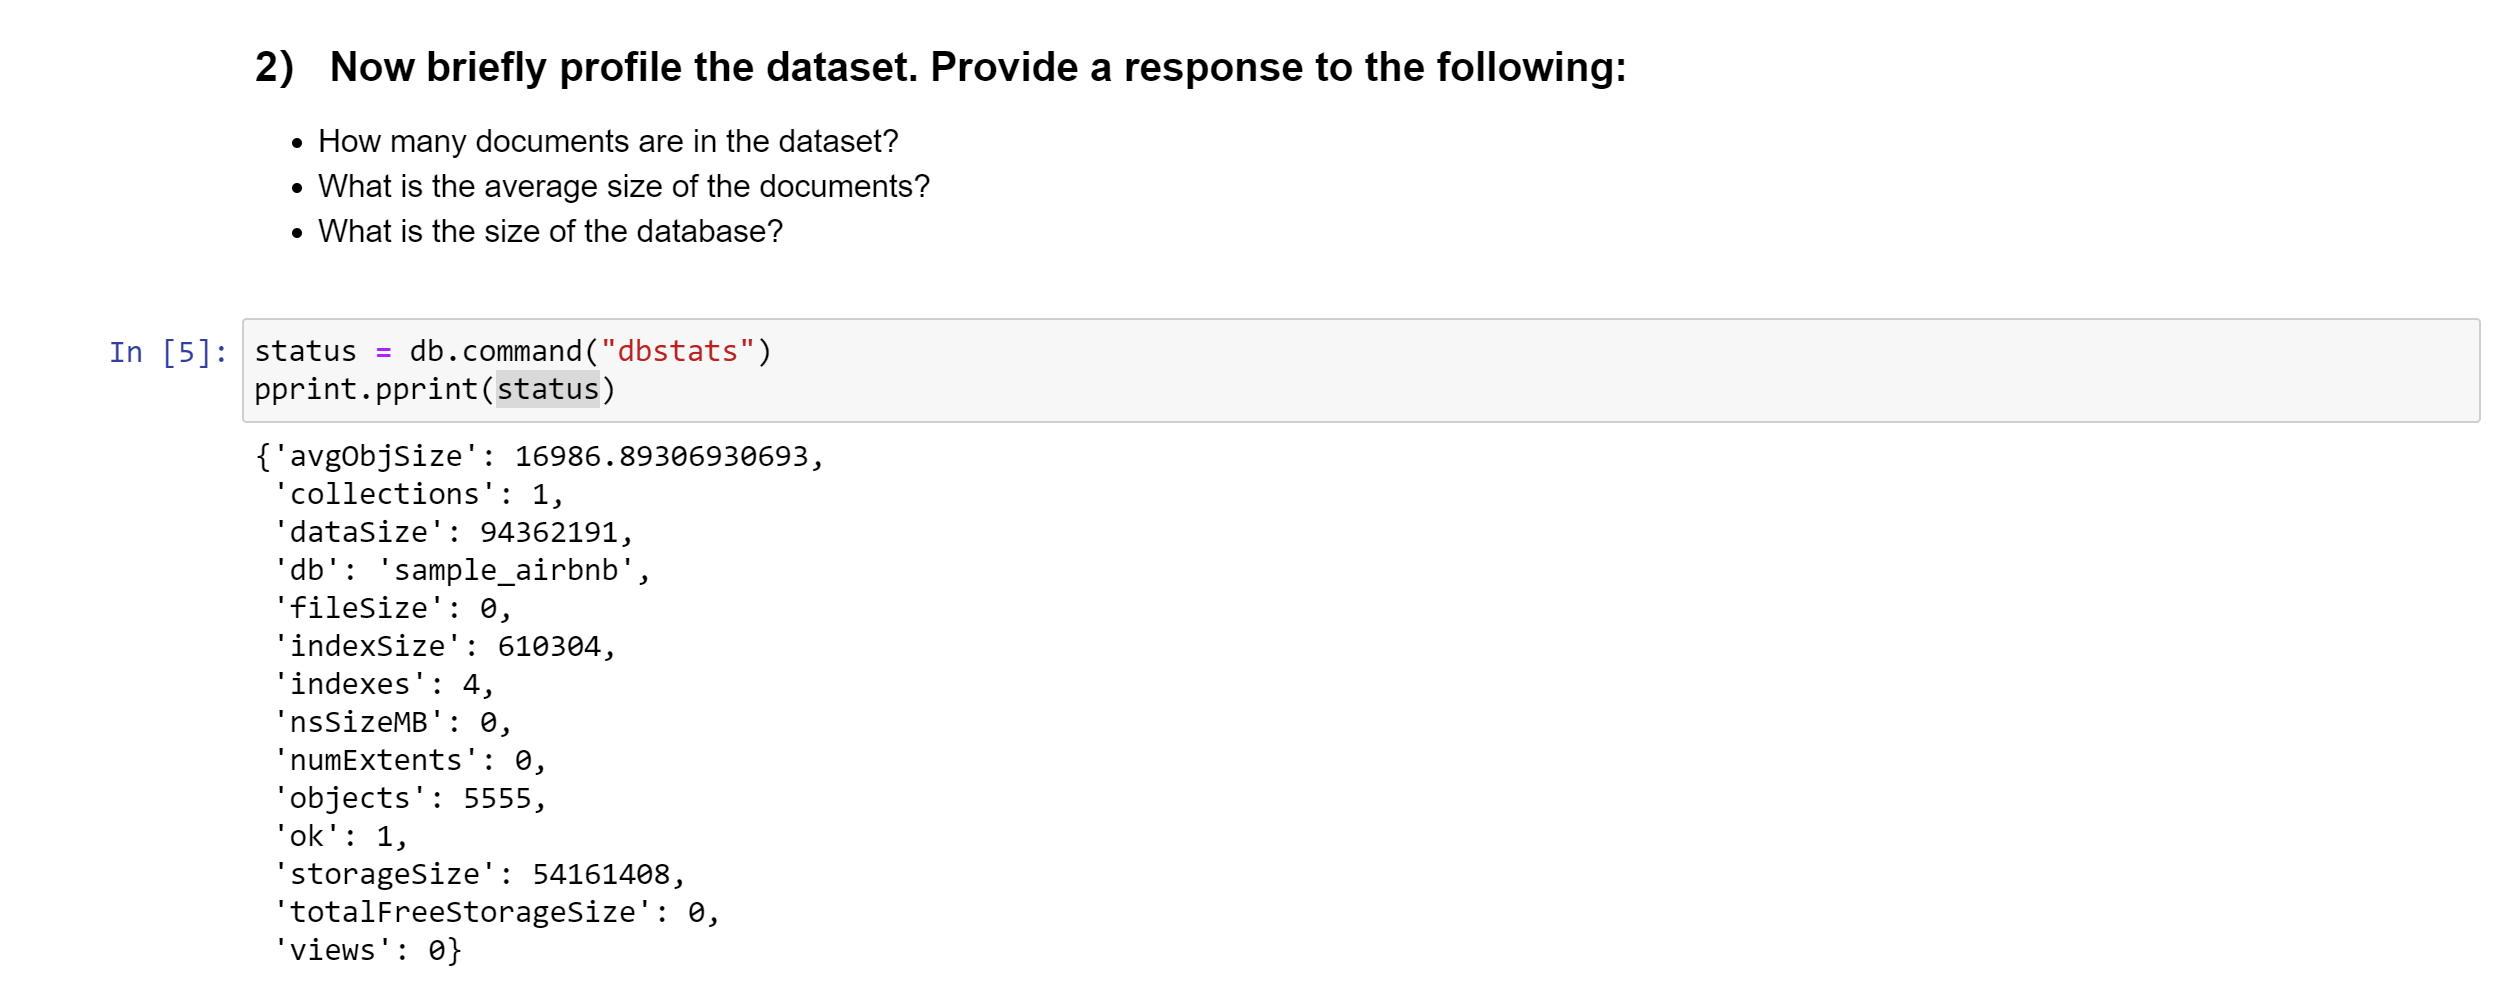 2) Now briefly profile the dataset. Provide a response to the following:
• How many documents are in the dataset?
• What is the average size of the documents?
• What is the size of the database?
In [5]: status = db.command("dbstats")
pprint.pprint(status)
{'avgObjSize': 16986.89306930693,
 'collections': 1,
 'dataSize': 94362191,
 'db': 'sample_airbnb',
 'fileSize': 0,
 'indexSize': 610304,
 'indexes': 4,
 'nsSizeMB': 0,
 'numExtents': 0,
 'objects': 5555,
 'ok': 1,
 'storageSize': 54161408,
 'totalFreeStorageSize': 0,
 'views': 0}